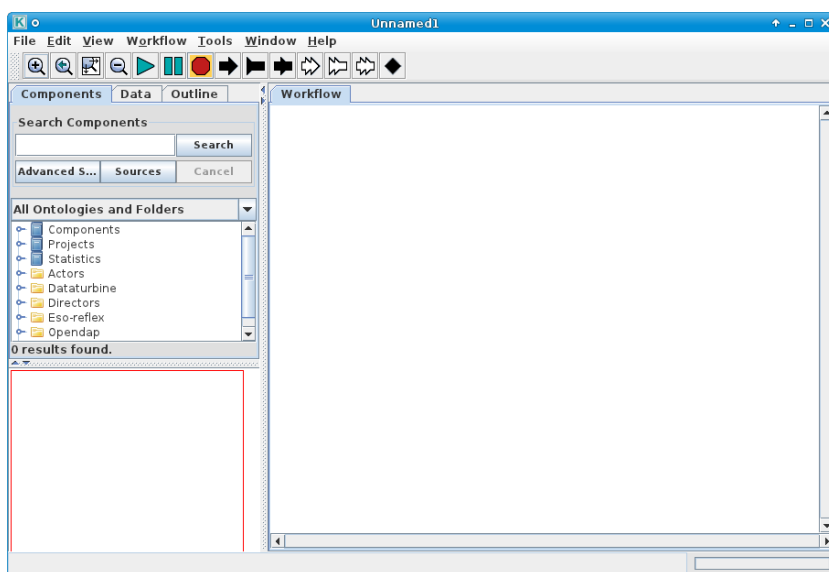 K Unnamed1
File Edit View Workflow Tools Window Help
Components Data Outline Workflow
Search Components
Search
Advanced S... Sources Cancel
All Ontologies and Folders
Components
Projects
Statistics
Actors
Dataturbine
Directors
Eso-reflex
Opendap
0 results found.